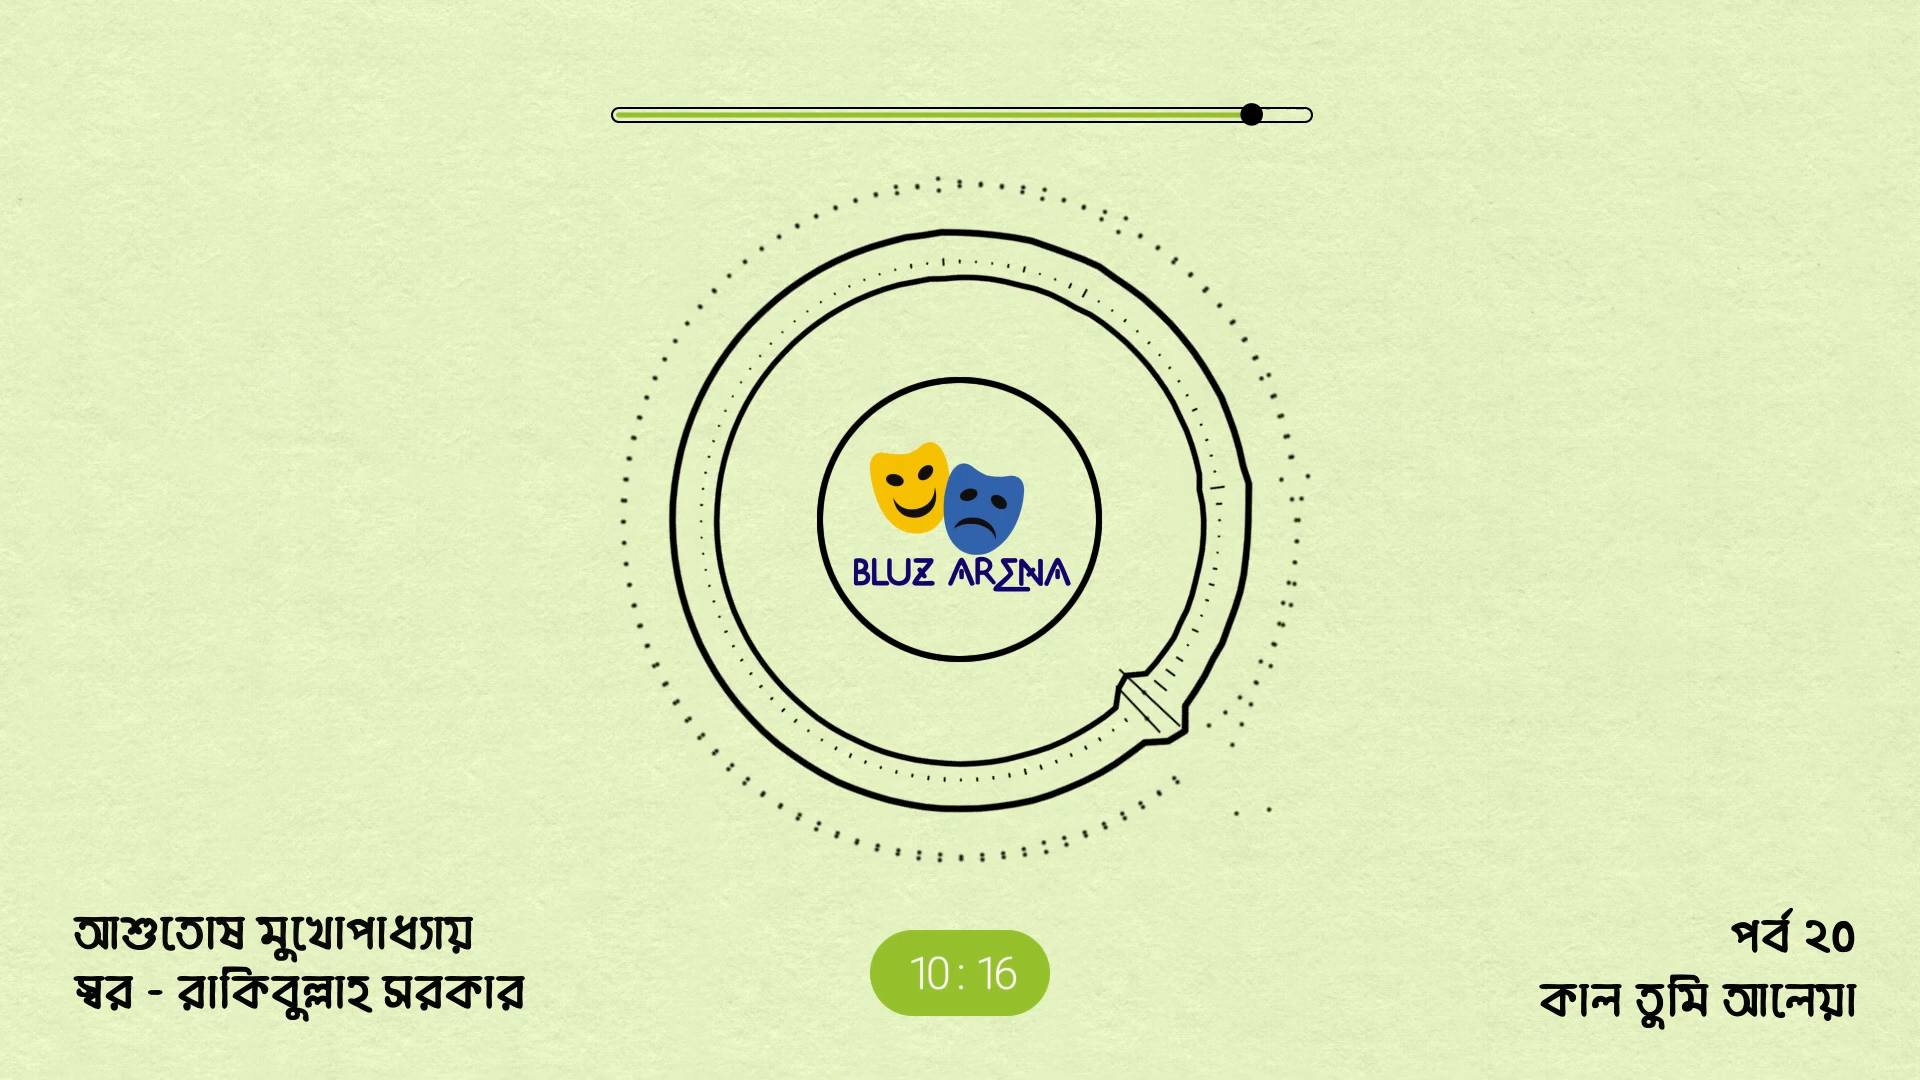 BLUZ ARENA
আশুতোষ মুখোপাধ্যায়
স্বর - রাকিবুল্লাহ সরকার
10 : 16
পর্ব ২০
কাল তুমি আলেয়া